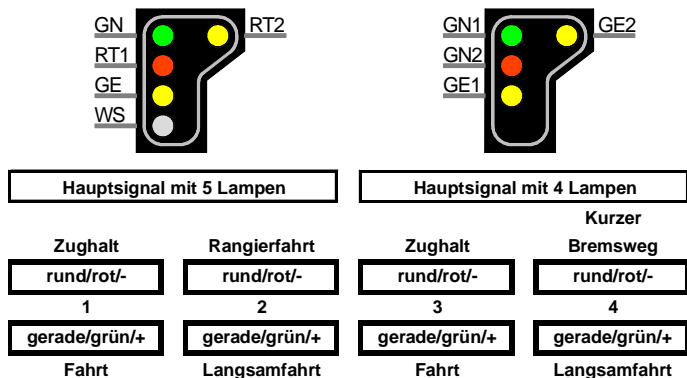 GN RT2 GN1 GE2
RT1 GN2
GE GE1
WS
Hauptsignal mit 5 Lampen Hauptsignal mit 4 Lampen
Kurzer
Zughalt Rangierfahrt Zughalt Bremsweg
rund/rot/- rund/rot/- rund/rot/- rund/rot/-
1 2 3 4
gerade/grün/+ gerade/grün/+ gerade/grün/+ gerade/grün/+
Fahrt Langsamfahrt Fahrt Langsamfahrt